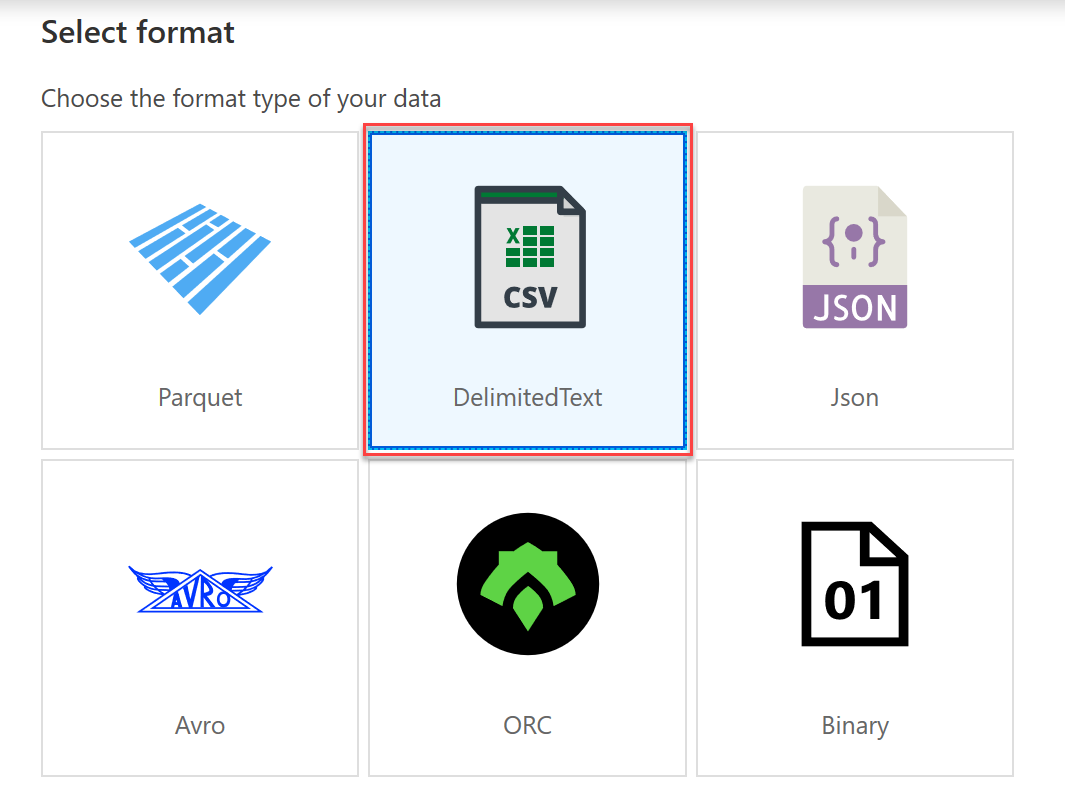 Select format
Choose the format type of your data
X
CSV
JSON
Parquet
DelimitedText
Json
AVRO
01
Avro
ORC
Binary